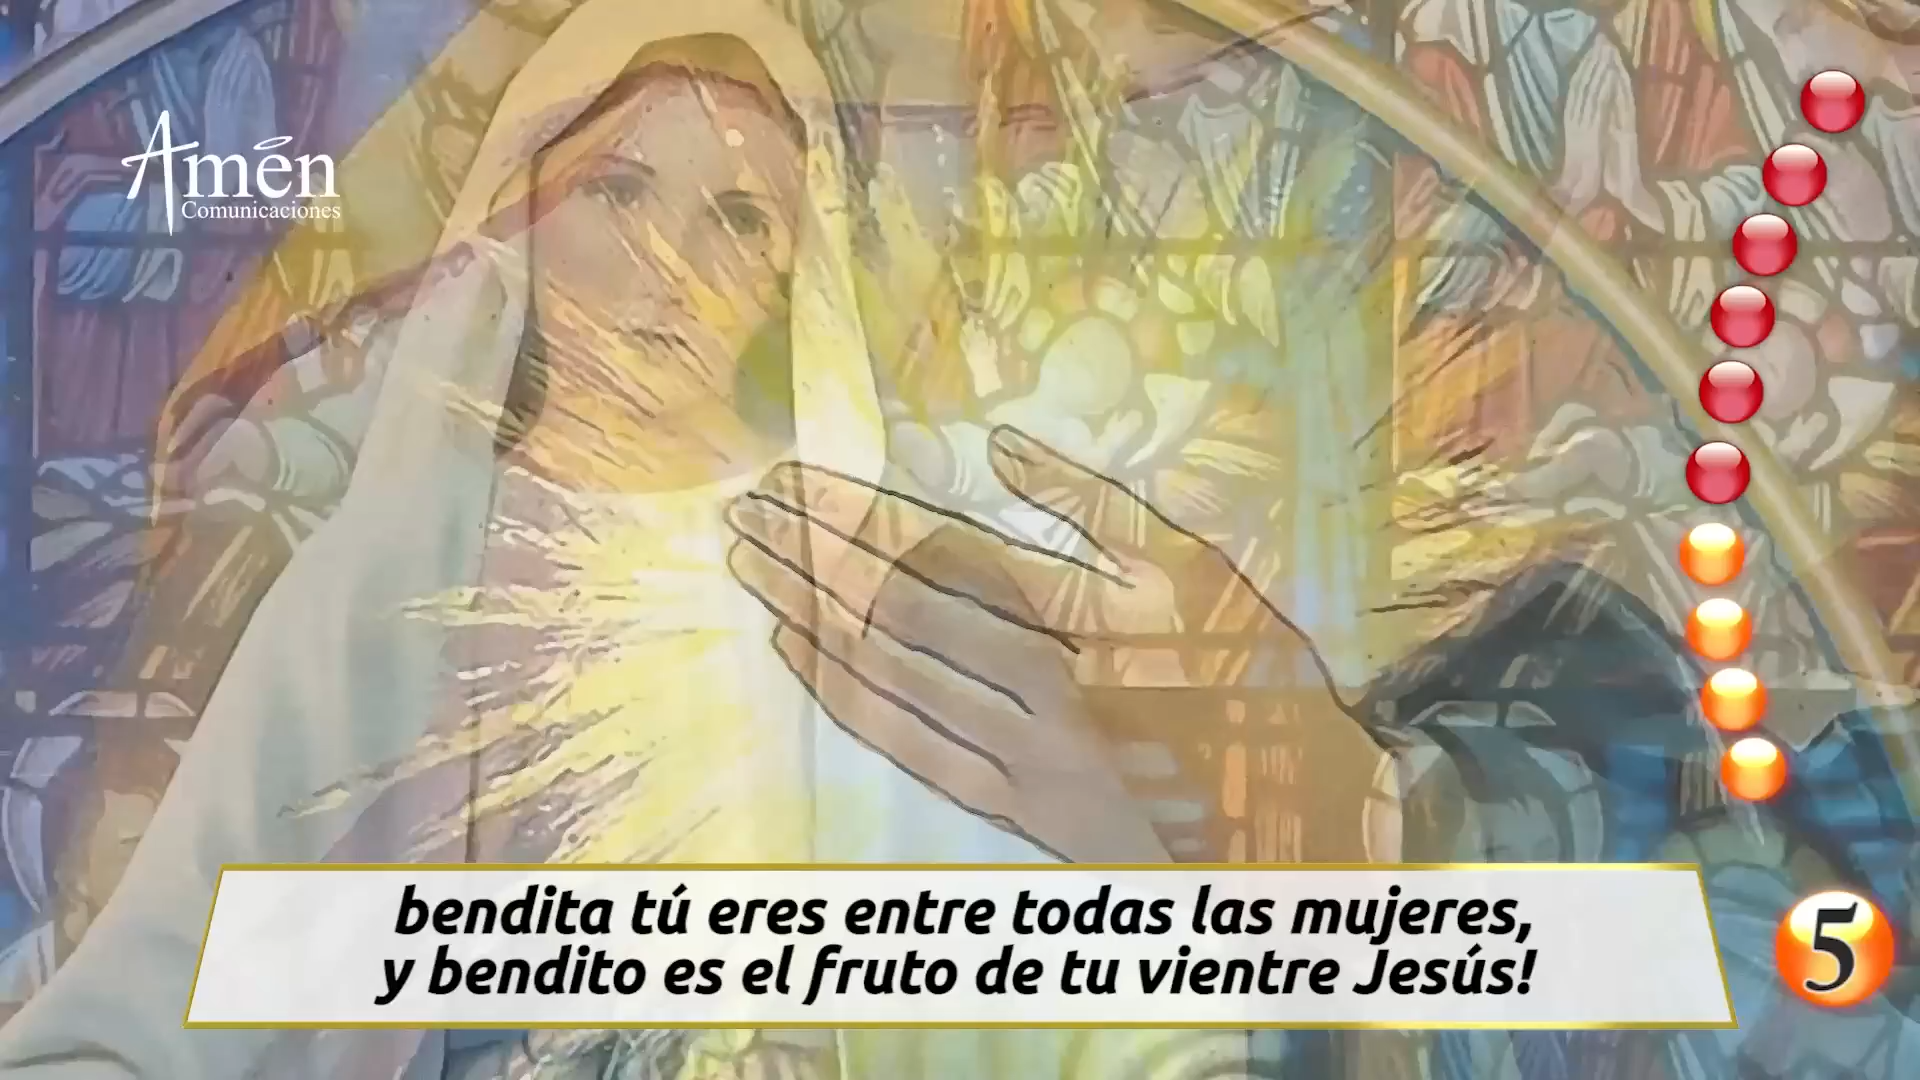 Amén
Comunicaciones
bendita tú eres entre todas las mujeres,
y bendito es el fruto de tu vientre Jesús!
5